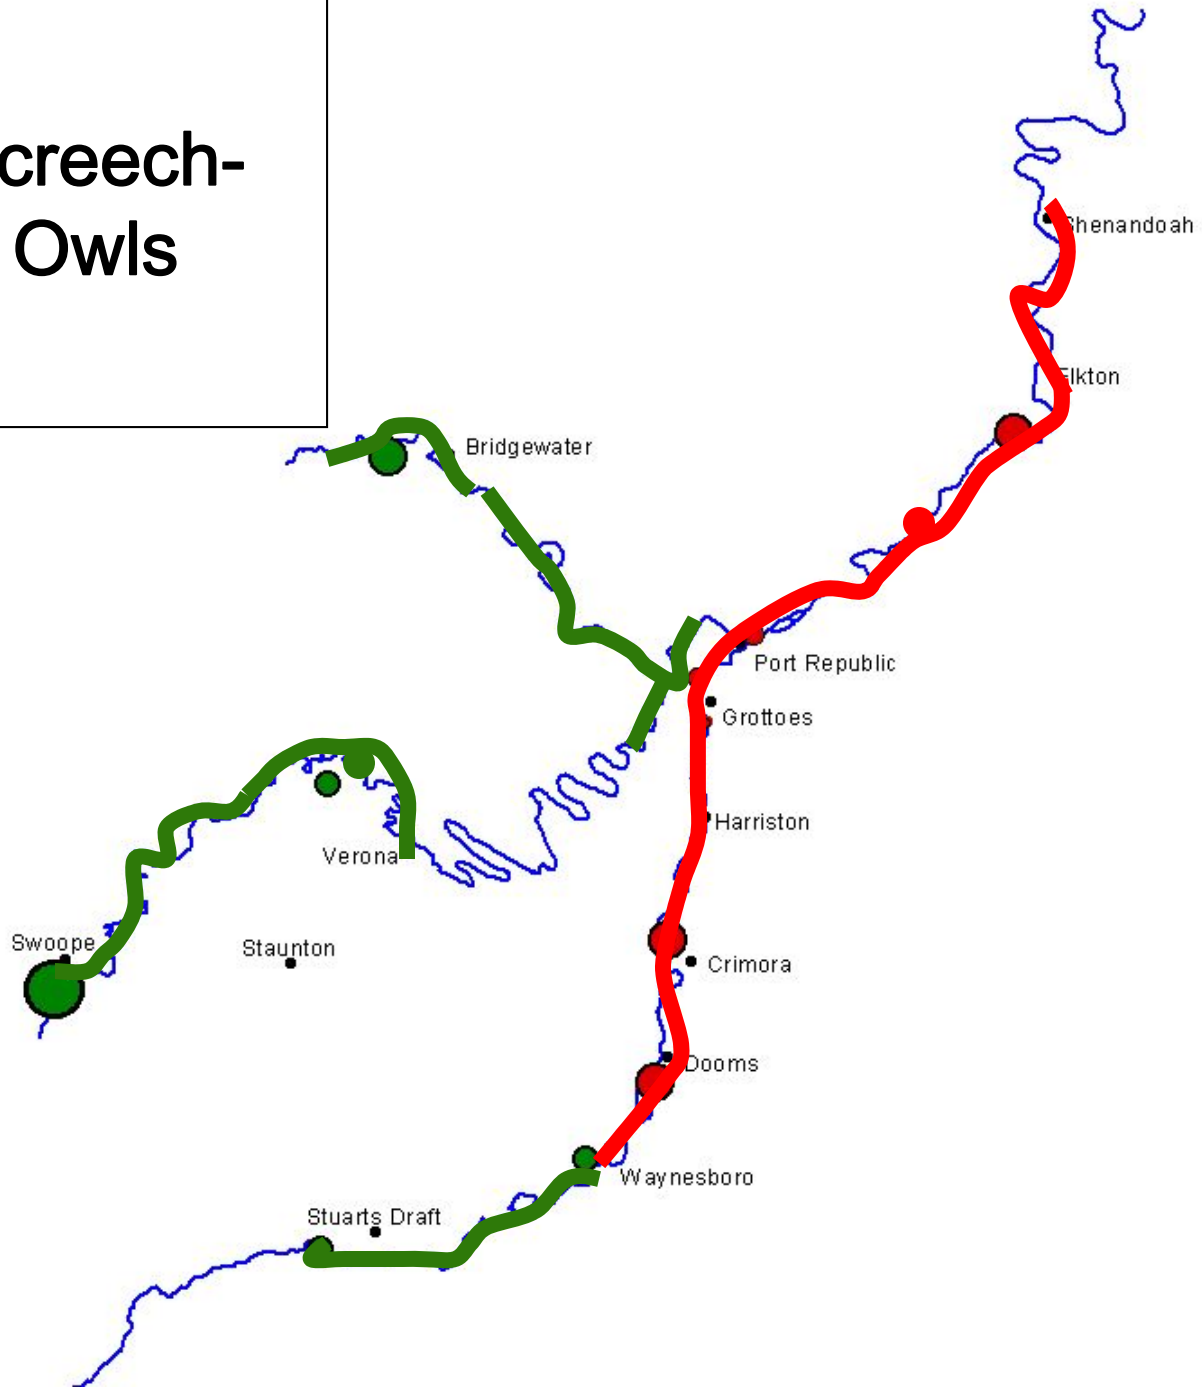 creech-
Owls
Shenandoah
Elkton
Bridgewater
Port Republic
Grottoes
Harriston
Verona
Swoope
Staunton
Crimora
Dooms
Waynesboro
Stuarts Draft